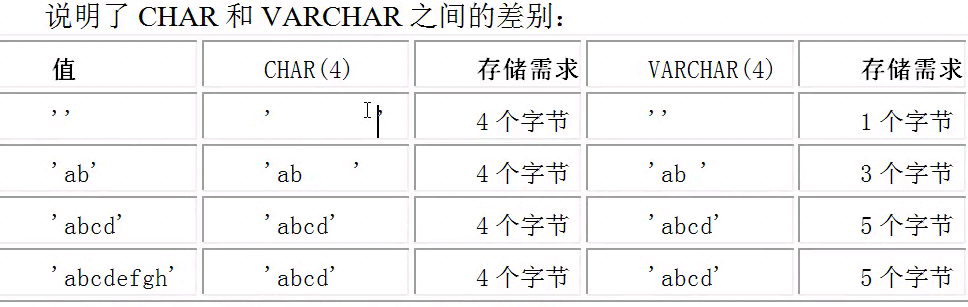 说明了 CHAR 和 VARCHAR 之间的差别：
值 CHAR(4) 存储需求 VARCHAR(4) 存储需求
'' '    ' 4 个字节 '' 1 个字节
'ab' 'ab  ' 4 个字节 'ab ' 3 个字节
'abcd' 'abcd' 4 个字节 'abcd' 5 个字节
'abcdefgh' 'abcd' 4 个字节 'abcd' 5 个字节